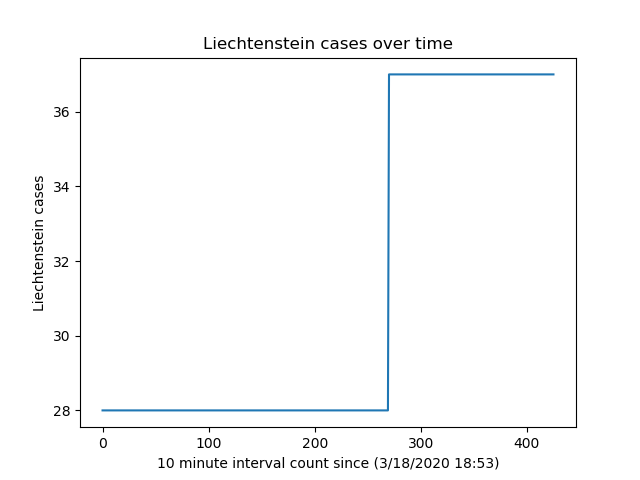 Liechtenstein cases over time
36
34
32
30
28
Liechtenstein cases
0 100 200 300 400
10 minute interval count since (3/18/2020 18:53)